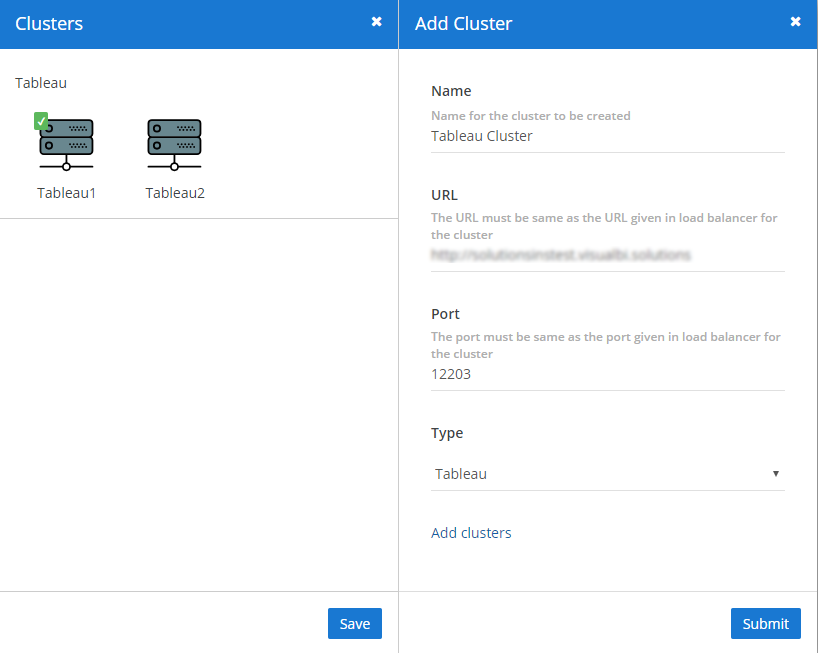 Clusters
Tableau
Tableau1
Tableau2
Save
Add Cluster
Name
Name for the cluster to be created
Tableau Cluster
URL
The URL must be same as the URL given in load balancer for
the cluster
Port
The port must be same as the port given in load balancer for
the cluster
12203
Type
Tableau
Add clusters
Submit